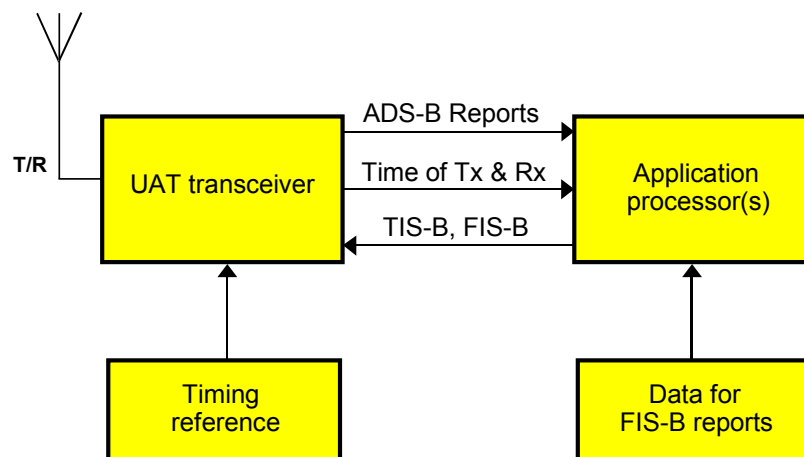 T/R
UAT transceiver
ADS-B Reports
Time of Tx & Rx
TIS-B, FIS-B
Application
processor(s)
Timing
reference
Data for
FIS-B reports